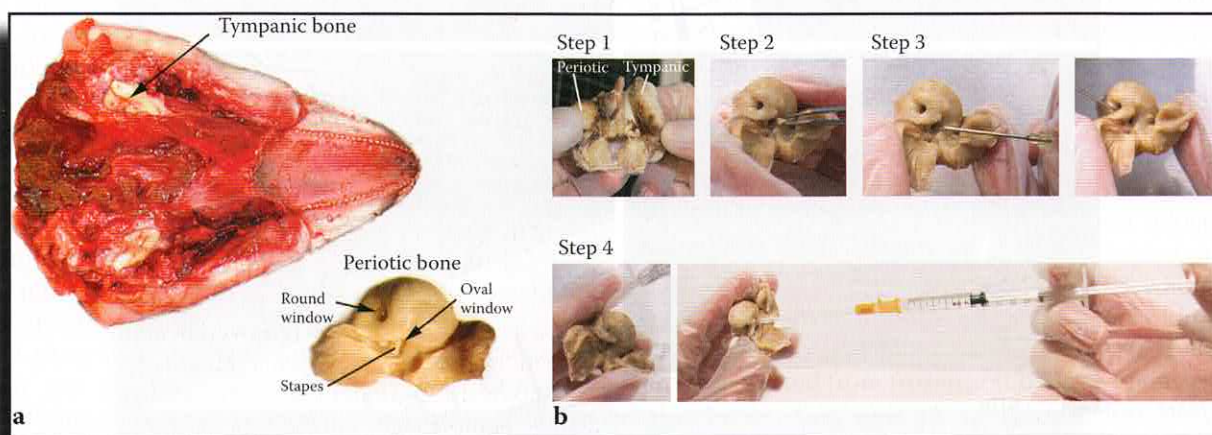 Tympanic bone
Periotic bone
Round
window
Oval
window
Stapes
a
Step 1
Periotic
Tympanic
Step 2
Step 3
Step 4
b